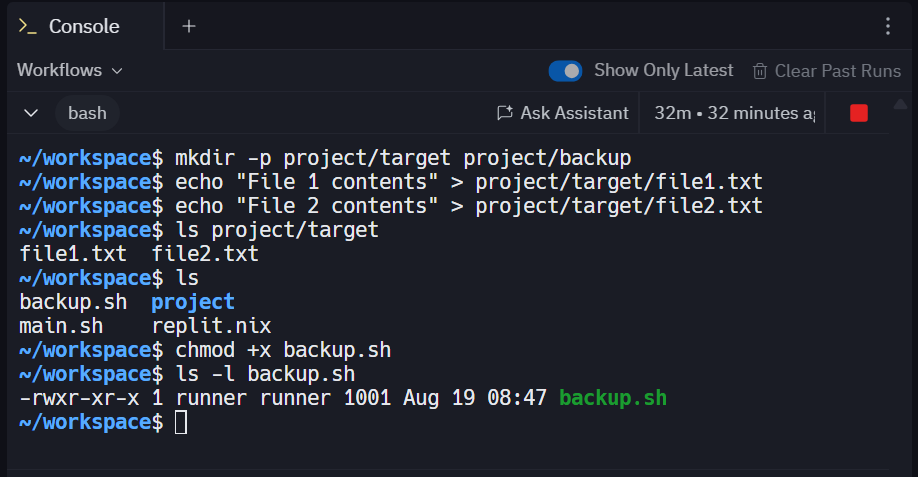 >_ Console +
Workflows
Show Only Latest Clear Past Runs
bash Ask Assistant 32m • 32 minutes ag
~/workspace$ mkdir -p project/target project/backup
~/workspace$ echo "File 1 contents" > project/target/file1.txt
~/workspace$ echo "File 2 contents" > project/target/file2.txt
~/workspace$ ls project/target
file1.txt  file2.txt
~/workspace$ ls
backup.sh  project
main.sh    replit.nix
~/workspace$ chmod +x backup.sh
~/workspace$ ls -l backup.sh
-rwxr-xr-x 1 runner runner 1001 Aug 19 08:47 backup.sh
~/workspace$